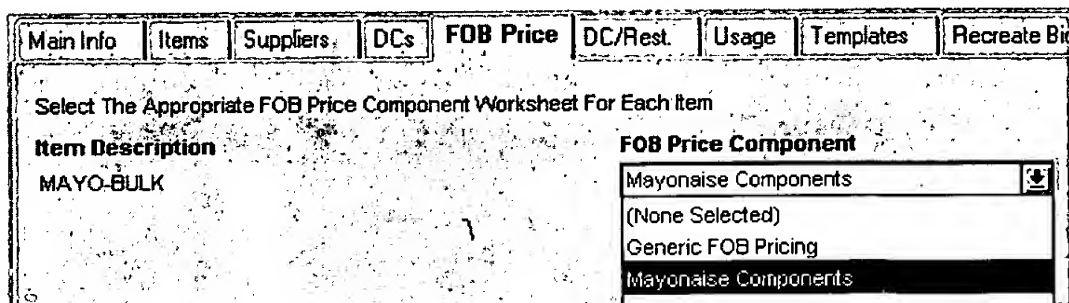 Main Info Items Suppliers DCs FOB Price DC/Rest. Usage Templates Recreate
Select The Appropriate FOB Price Component Worksheet For Each Item
Item Description FOB Price Component
MAYO-BULK Mayonaise Components
(None Selected)
Generic FOB Pricing
Mayonaise Components